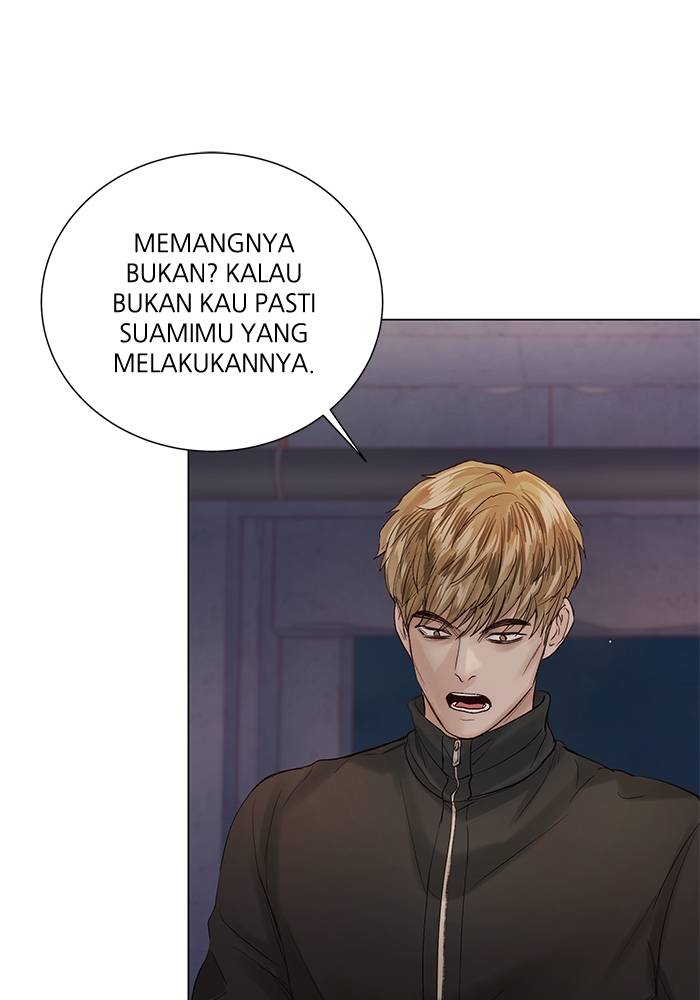 MEMANGNYA
BUKAN? KALAU
BUKAN KAU PASTI
SUAMIMU YANG
MELAKUKANNYA.